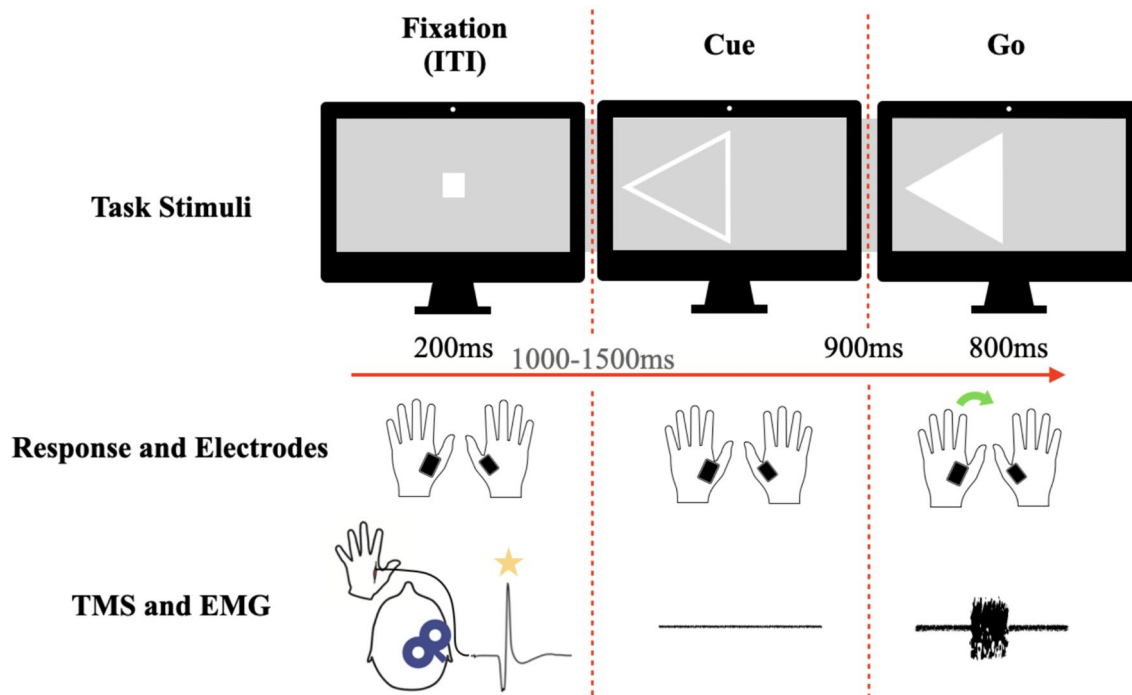 Fixation
(ITI)
Cue
Go
Task Stimuli
200ms
1000-1500ms
900ms
800ms
Response and Electrodes
TMS and EMG